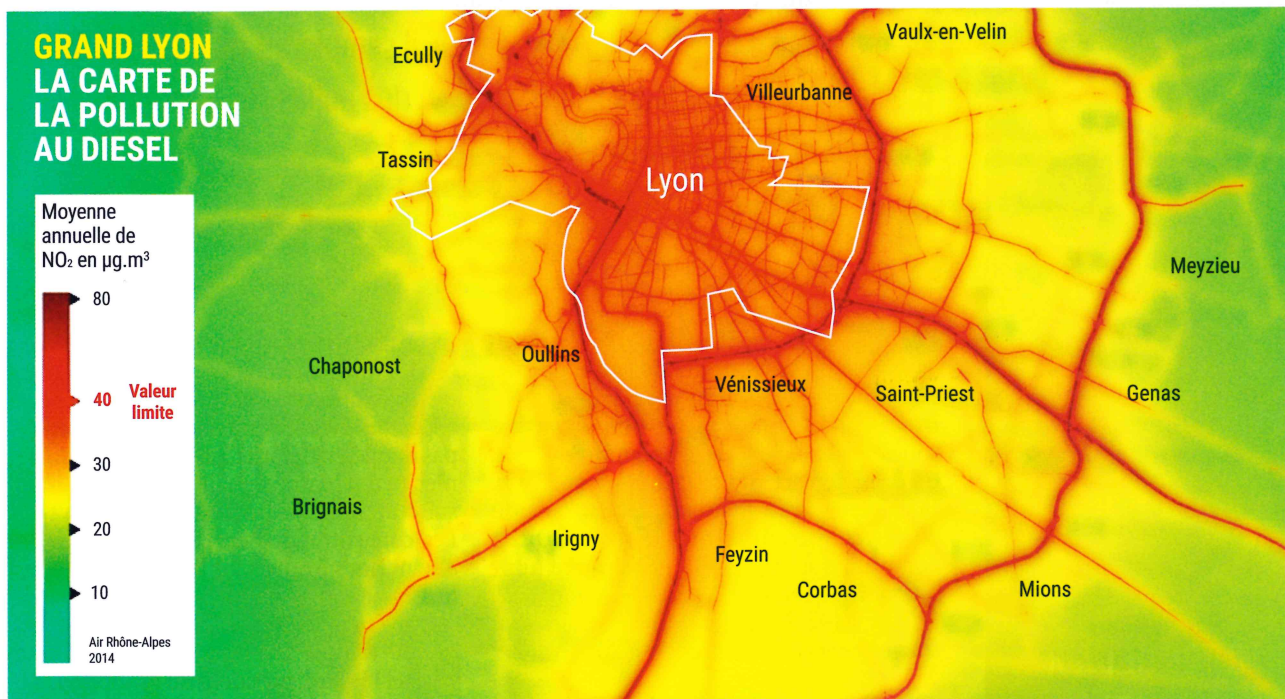 GRAND LYON
LA CARTE DE
LA POLLUTION
AU DIESEL
Moyenne
annuelle de
NO₂ en µg.m³
80
40 Valeur
limite
30
20
10
Air Rhône-Alpes
2014
Ecully
Vaulx-en-Velin
Villeurbanne
Tassin
Lyon
Meyzieu
Oullins
Chaponost
Vénissieux
Saint-Priest
Genas
Brignais
Irigny
Feyzin
Corbas
Mions